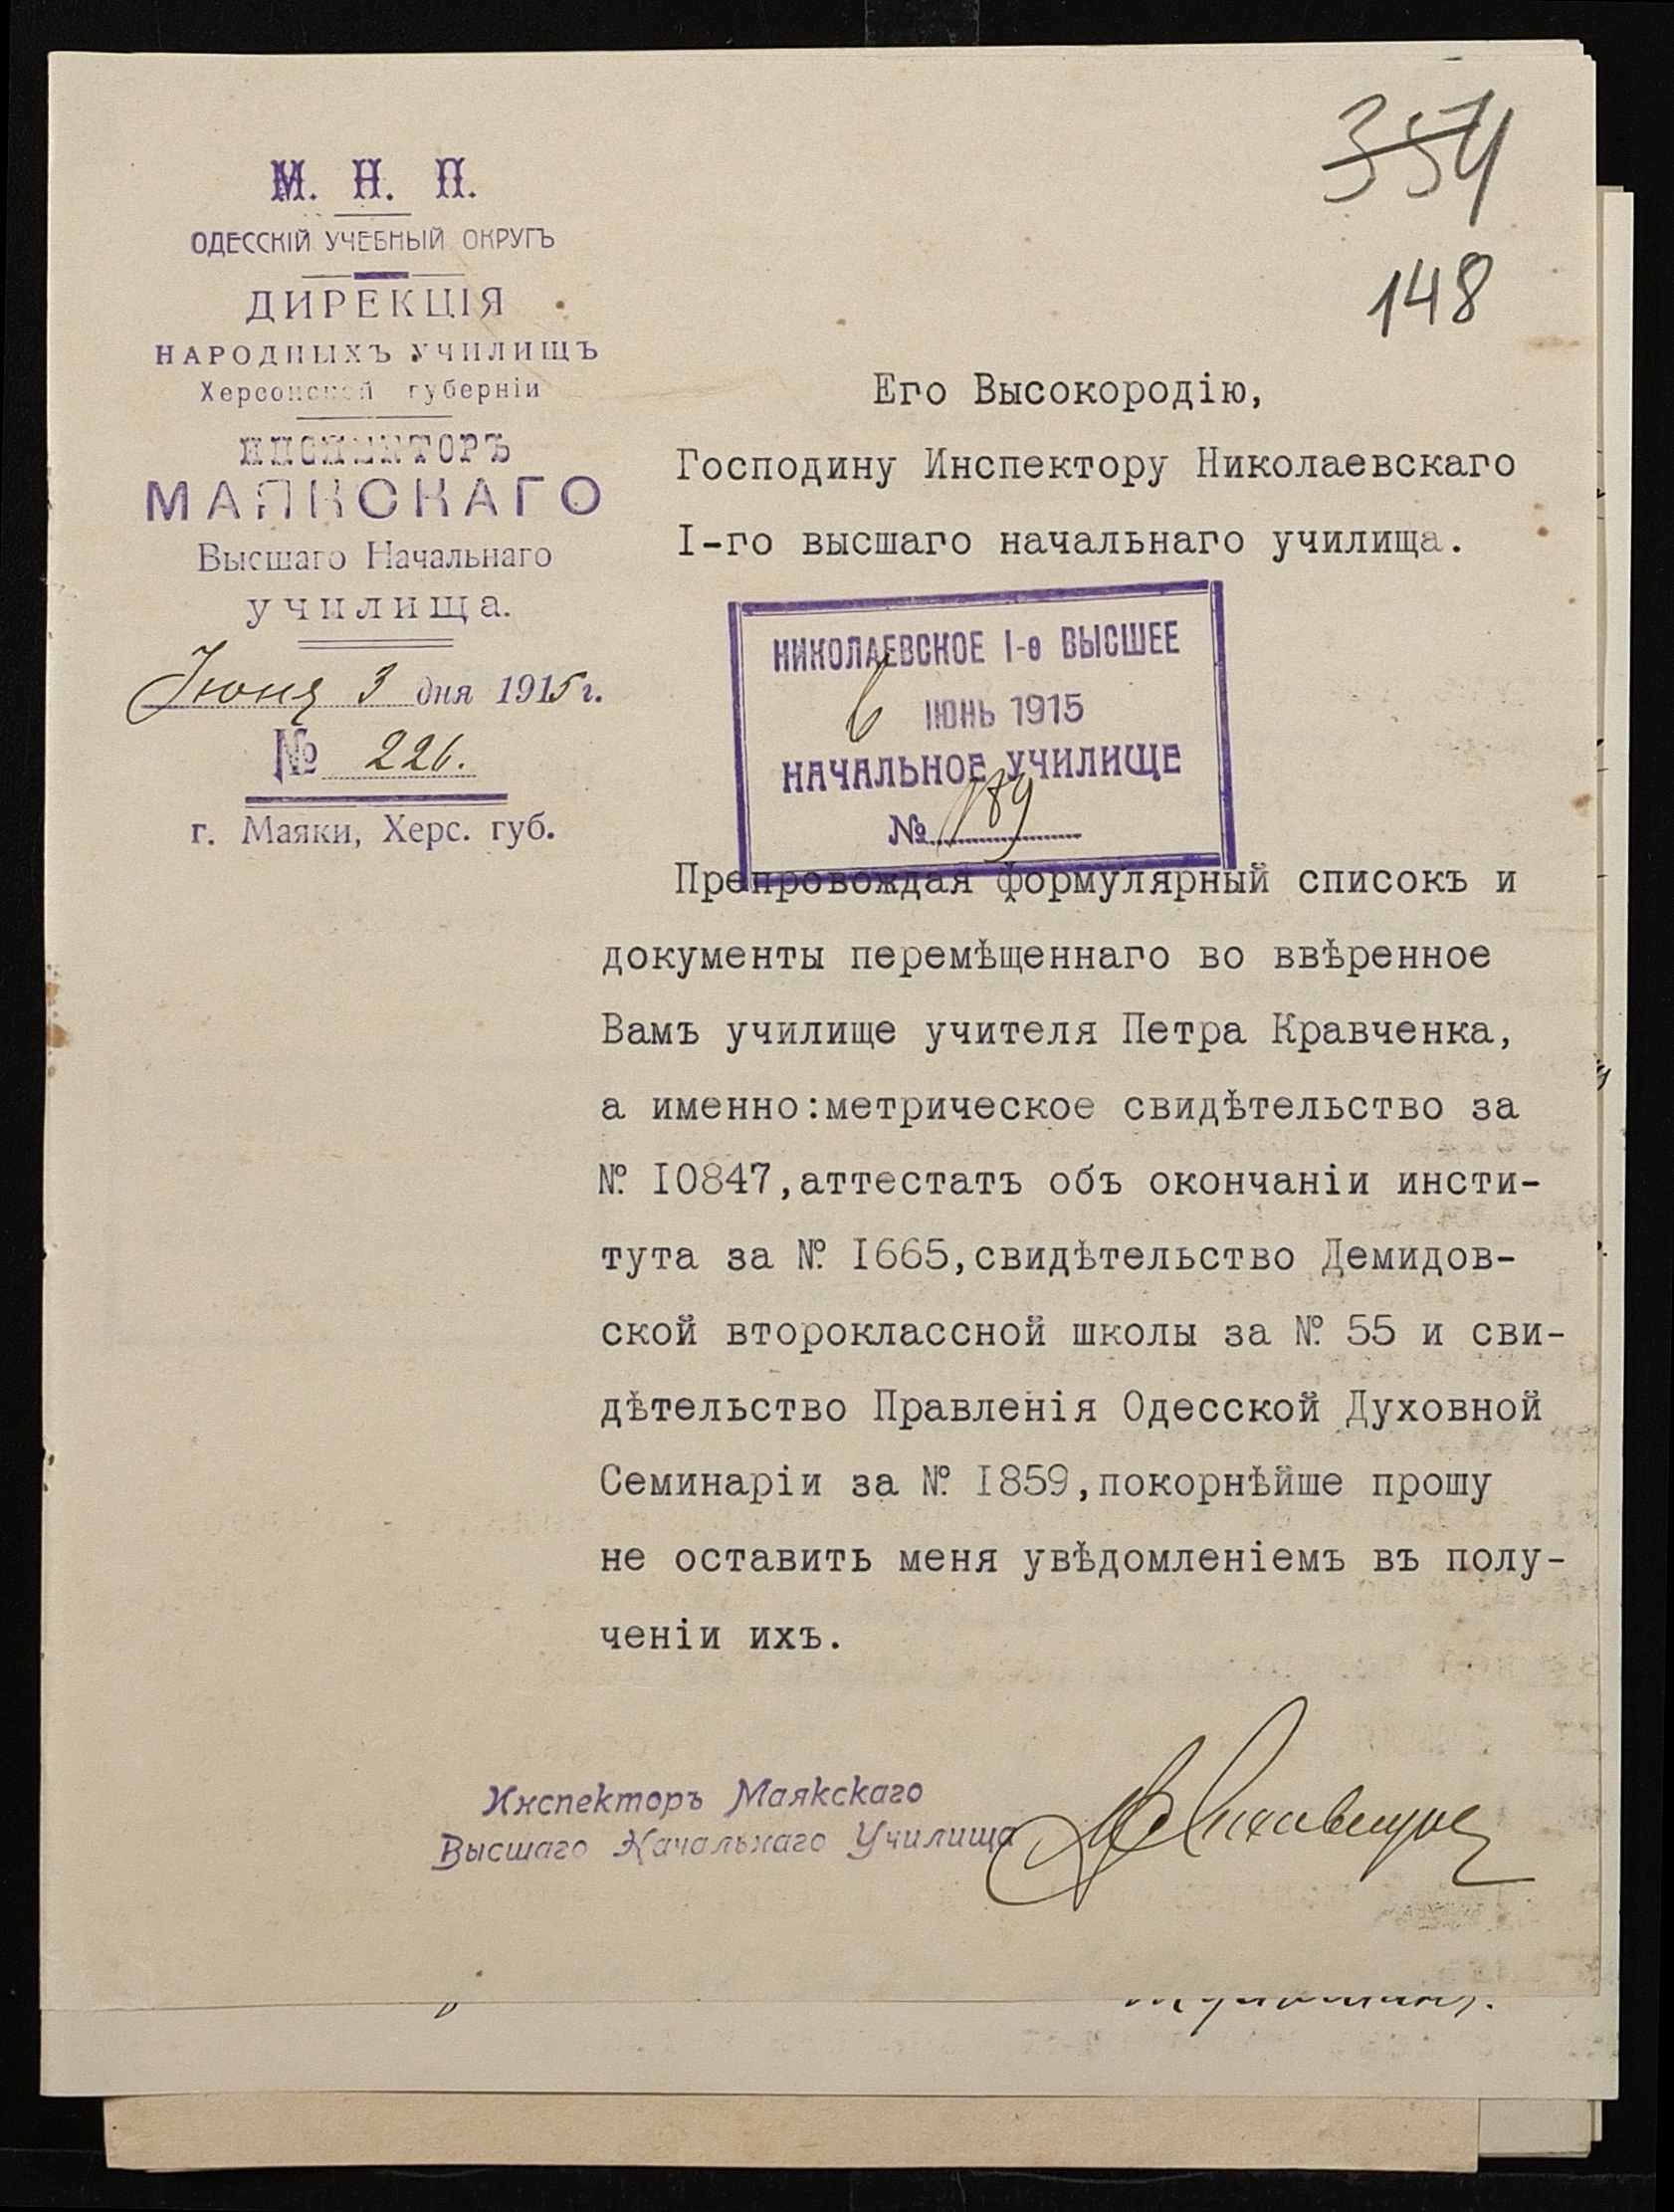 354
148
М. Н. П.
ОДЕССКІЙ УЧЕБНЫЙ ОКРУГЪ
ДИРЕКЦІЯ
НАРОДНЫХЪ УЧИЛИЩЪ
Херсонской губерніи
ИНСПЕКТОРЪ
МАЯКСКАГО
Высшаго Начальнаго
училища.
Іюня 3 дня 1915 г.
№ 226.
г. Маяки, Херс. губ.
Его Высокородію,
Господину Инспектору Николаевскаго
I-го высшаго начальнаго училища.
НИКОЛАЕВСКОЕ I-е ВЫСШЕЕ
6 ІЮНЬ 1915
НАЧАЛЬНОЕ УЧИЛИЩЕ
№ 189
Препровождая формулярный списокъ и
документы перемѣщеннаго во ввѣренное
Вамъ училище учителя Петра Кравченка,
а именно:метрическое свидѣтельство за
№ I0847,аттестатъ объ окончаніи инсти-
тута за № I665,свидѣтельство Демидов-
ской второклассной школы за № 55 и сви-
дѣтельство Правленія Одесской Духовной
Семинаріи за № I859,покорнѣйше прошу
не оставить меня увѣдомленіемъ въ полу-
ченіи ихъ.
Инспекторъ Маякскаго
Высшаго Начальнаго Училища